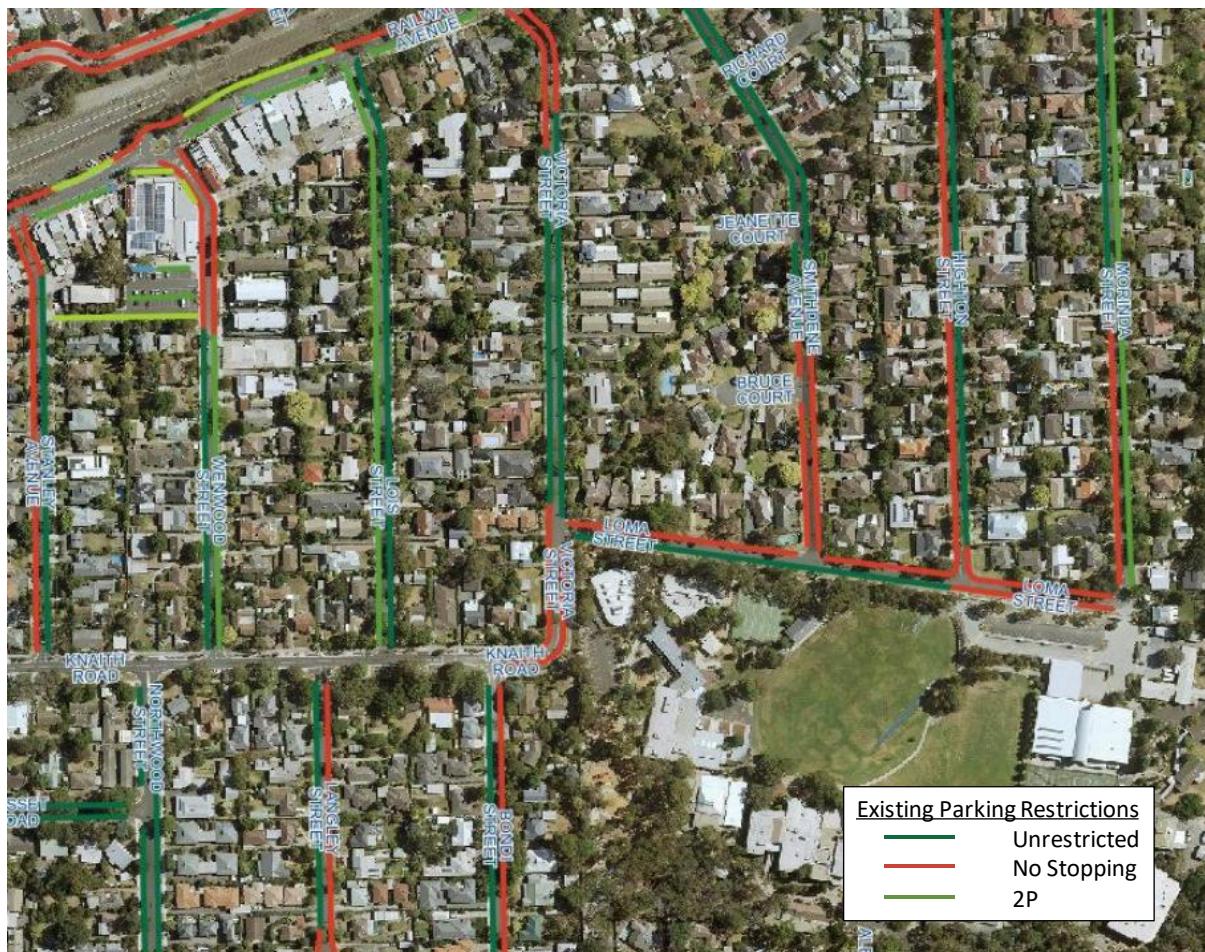 RAILWAY
AVENUE
RICHARD
COURT
VICTORIA
STREET
JEANETTE
COURT
SMITHDENE
AVENUE
HIGHTON
STREET
MORINDA
STREET
BRUCE
COURT
STANLEY
AVENUE
WENWOOD
STREET
LOIS
STREET
LOMA
STREET
VICTORIA
STREET
LOMA
STREET
KNAITH
ROAD
KNAITH
ROAD
NORTHWOOD
STREET
LANGLEY
STREET
BONDI
STREET
Existing Parking Restrictions
Unrestricted
No Stopping
2P